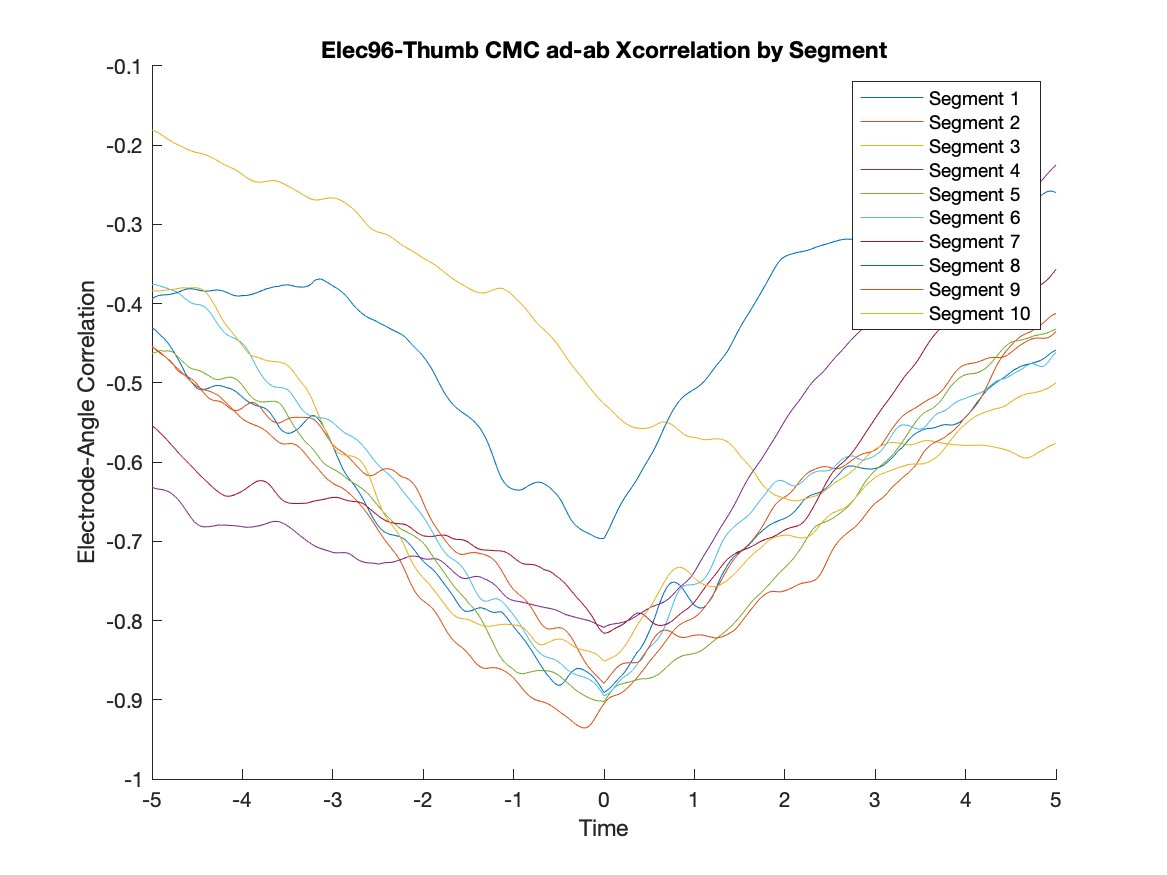 Elec96-Thumb CMC ad-ab Xcorrelation by Segment
-0.1
-0.2
-0.3
-0.4
-0.5
-0.6
-0.7
-0.8
-0.9
-1
Electrode-Angle Correlation
Segment 1
Segment 2
Segment 3
Segment 4
Segment 5
Segment 6
Segment 7
Segment 8
Segment 9
Segment 10
-5 -4 -3 -2 -1 0 1 2 3 4 5
Time